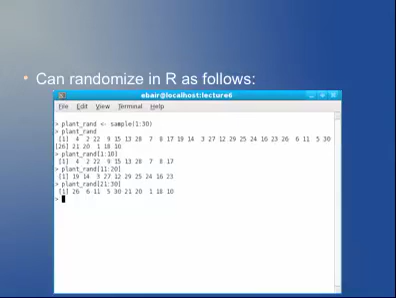 • Can randomize in R as follows:
ebair@localhost:lecture6
File Edit View Terminal Help
> plant_rand <- sample(1:30)
> plant_rand
[1] 4 2 22 9 15 13 28 7 8 17 19 14 3 27 12 29 25 24 16 23 26 6 11 5 30
[26] 21 20 1 18 10
> plant_rand[1:10]
[1] 4 2 22 9 15 13 28 7 8 17
> plant_rand[11:20]
[1] 19 14 3 27 12 29 25 24 16 23
> plant_rand[21:30]
[1] 26 6 11 5 30 21 20 1 18 10
>